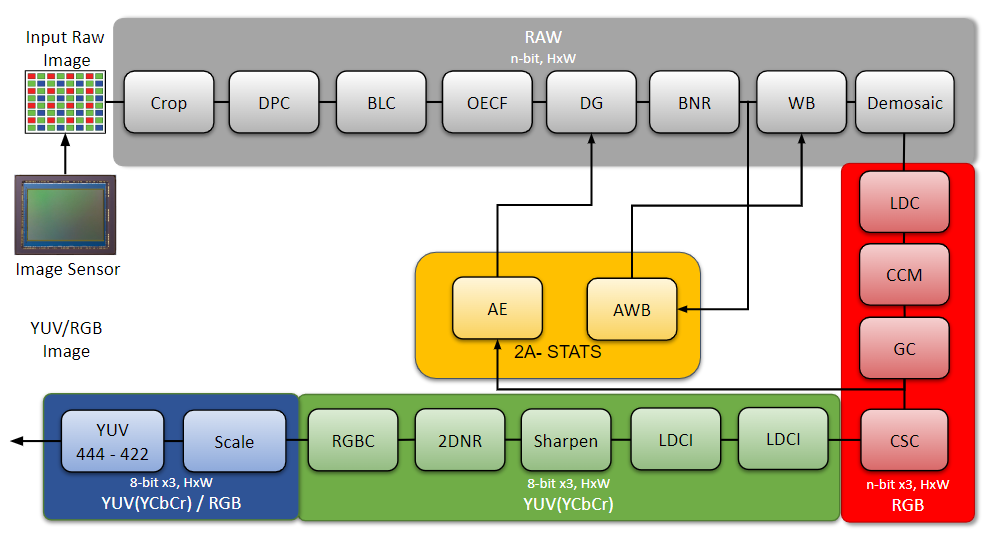 Input Raw
Image
RAW
n-bit, HxW
Crop
DPC
BLC
OECF
DG
BNR
WB
Demosaic
Image Sensor
LDC
CCM
GC
AE
AWB
2A- STATS
YUV/RGB
Image
YUV
444 - 422
Scale
RGBC
2DNR
Sharpen
LDCI
LDCI
CSC
8-bit x3, HxW
YUV(YCbCr) / RGB
8-bit x3, HxW
YUV(YCbCr)
n-bit x3, HxW
RGB